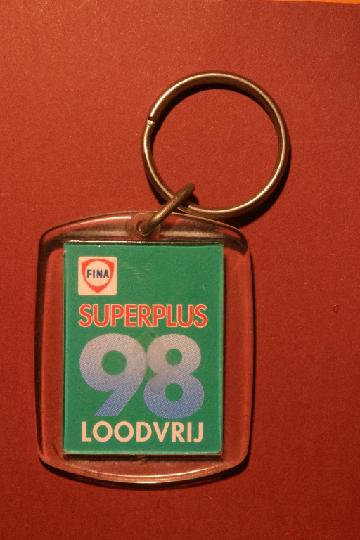 FINA
SUPERPLUS
98
LOODVRIJ